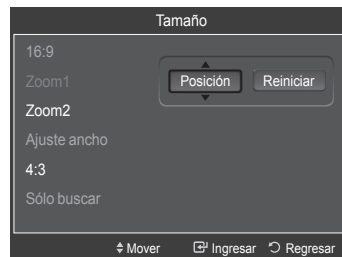 Tamaño
16:9
Zoom1
Posición Reiniciar
Zoom2
Ajuste ancho
4:3
Sólo buscar
Mover Ingresar Regresar